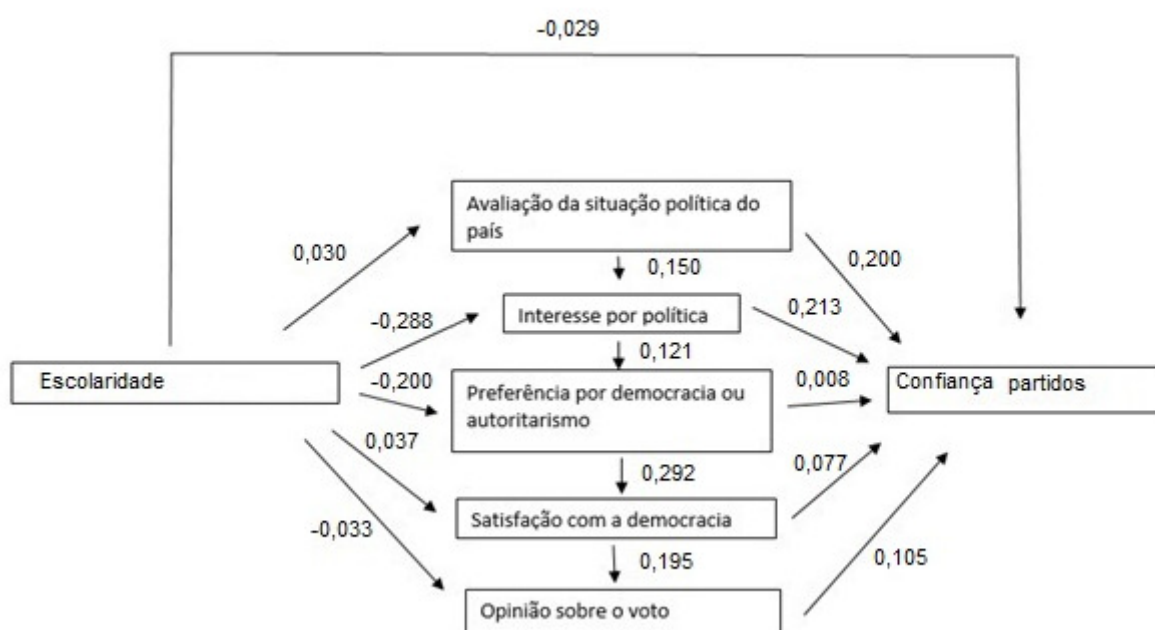 -0,029
Avaliação da situação política do
país
0,030
0,200
0,150
-0,288
Interesse por política
0,213
0,121
Escolaridade
-0,200
Preferência por democracia ou
autoritarismo
0,008
Confiança partidos
0,037
0,292
0,077
Satisfação com a democracia
-0,033
0,195
0,105
Opinião sobre o voto